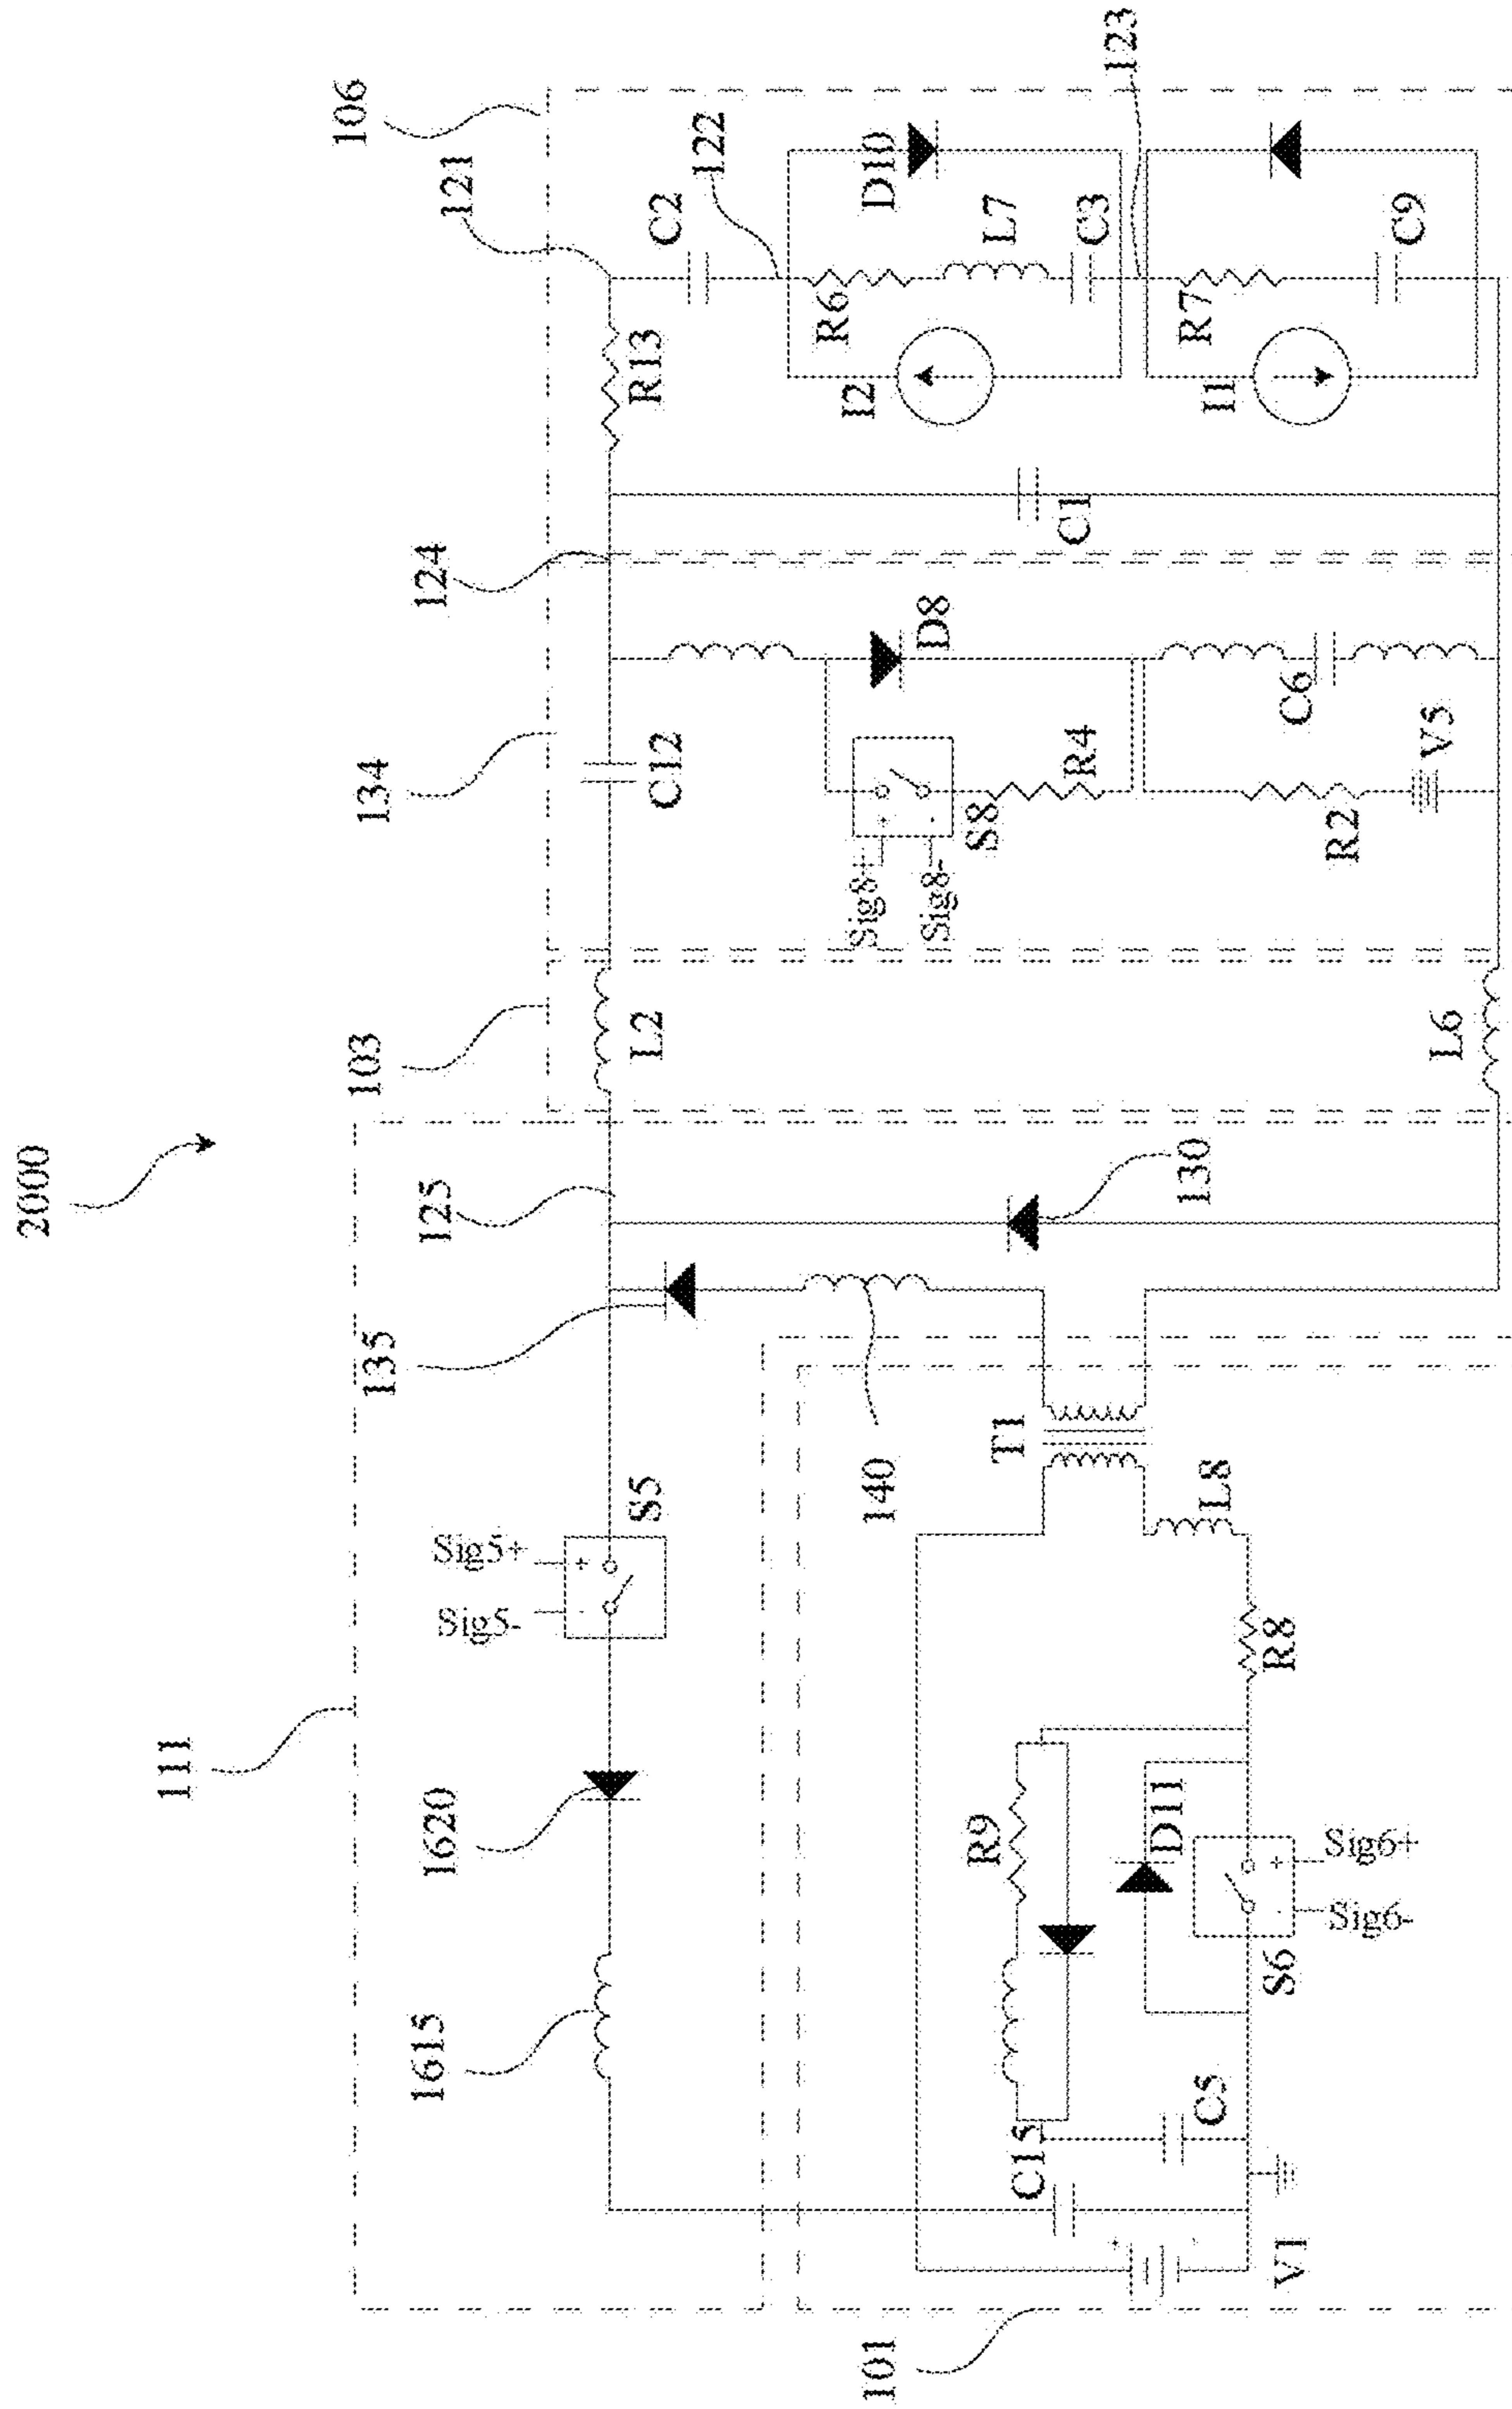 2000
111
101
1615
1620
Sig5-
Sig5+
S5
135
125
103
134
124
121
106
122
123
130
140
L2
L6
C12
Sig8+
Sig8-
S8
R4
D8
R2
V5
C6
C1
R13
C2
I2
R6
L7
C3
D10
I1
R7
C9
T1
L8
R8
R9
D11
S6
Sig6+
Sig6-
C15
C5
V1